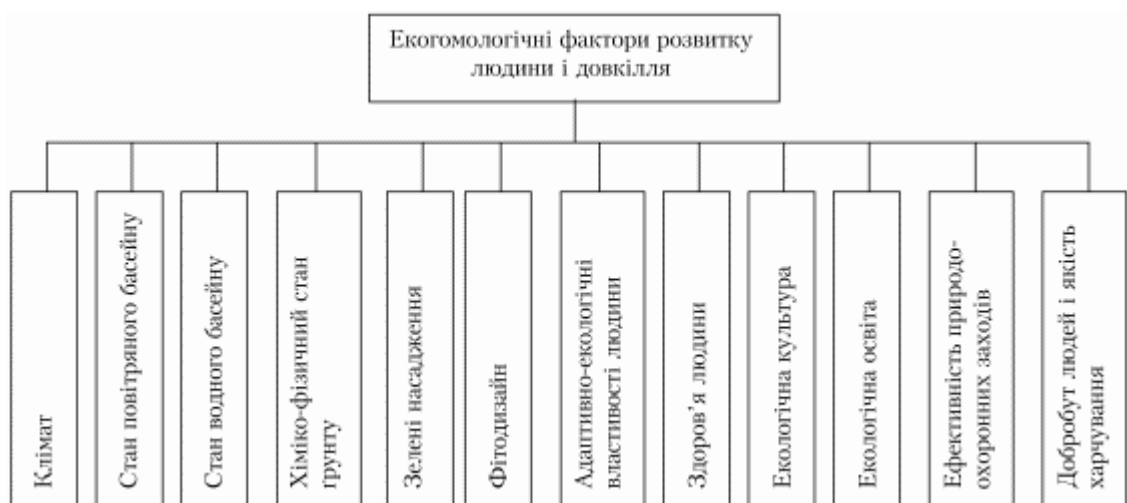 Екогомологічні фактори розвитку
людини і довкілля
Клімат
Стан повітряного басейну
Стан водного басейну
Хіміко-фізичний стан
ґрунту
Зелені насадження
Фітодизайн
Адаптивно-екологічні
властивості людини
Здоров'я людини
Екологічна культура
Екологічна освіта
Ефективність природо-
охоронних заходів
Добробут людей і якість
харчування